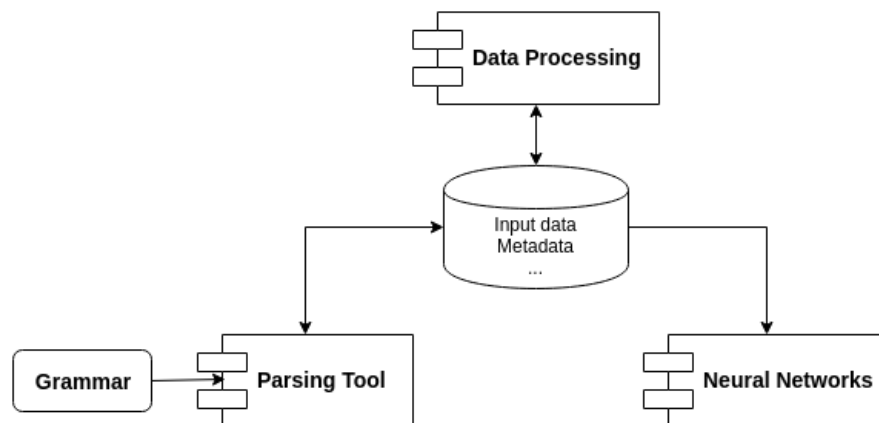 Data Processing
Input data
Metadata
...
Grammar
Parsing Tool
Neural Networks